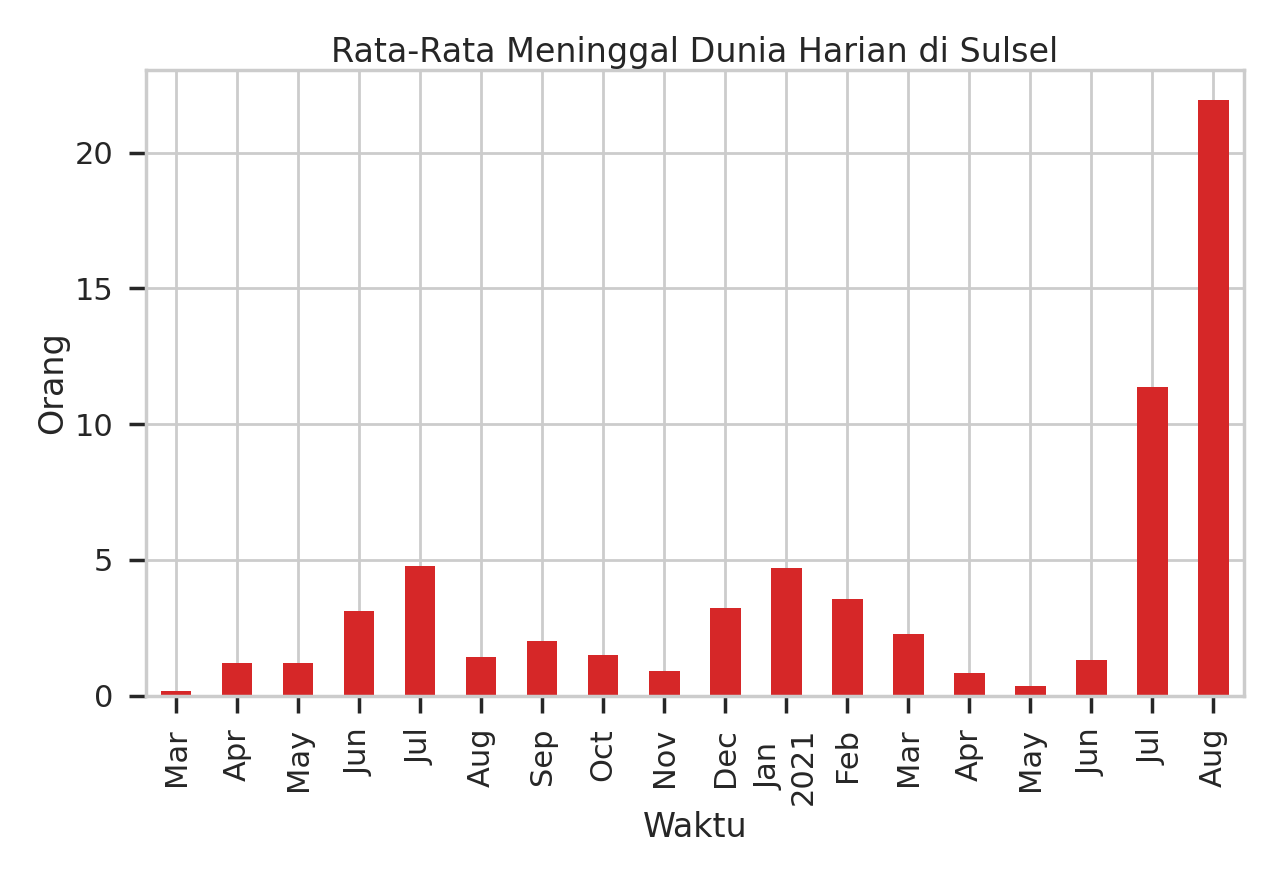 Rata-Rata Meninggal Dunia Harian di Sulsel
20
15
10
5
0
Orang
Mar
Apr
May
Jun
Jul
Aug
Sep
Oct
Nov
Dec
Jan
2021
Feb
Mar
Apr
May
Jun
Jul
Aug
Waktu